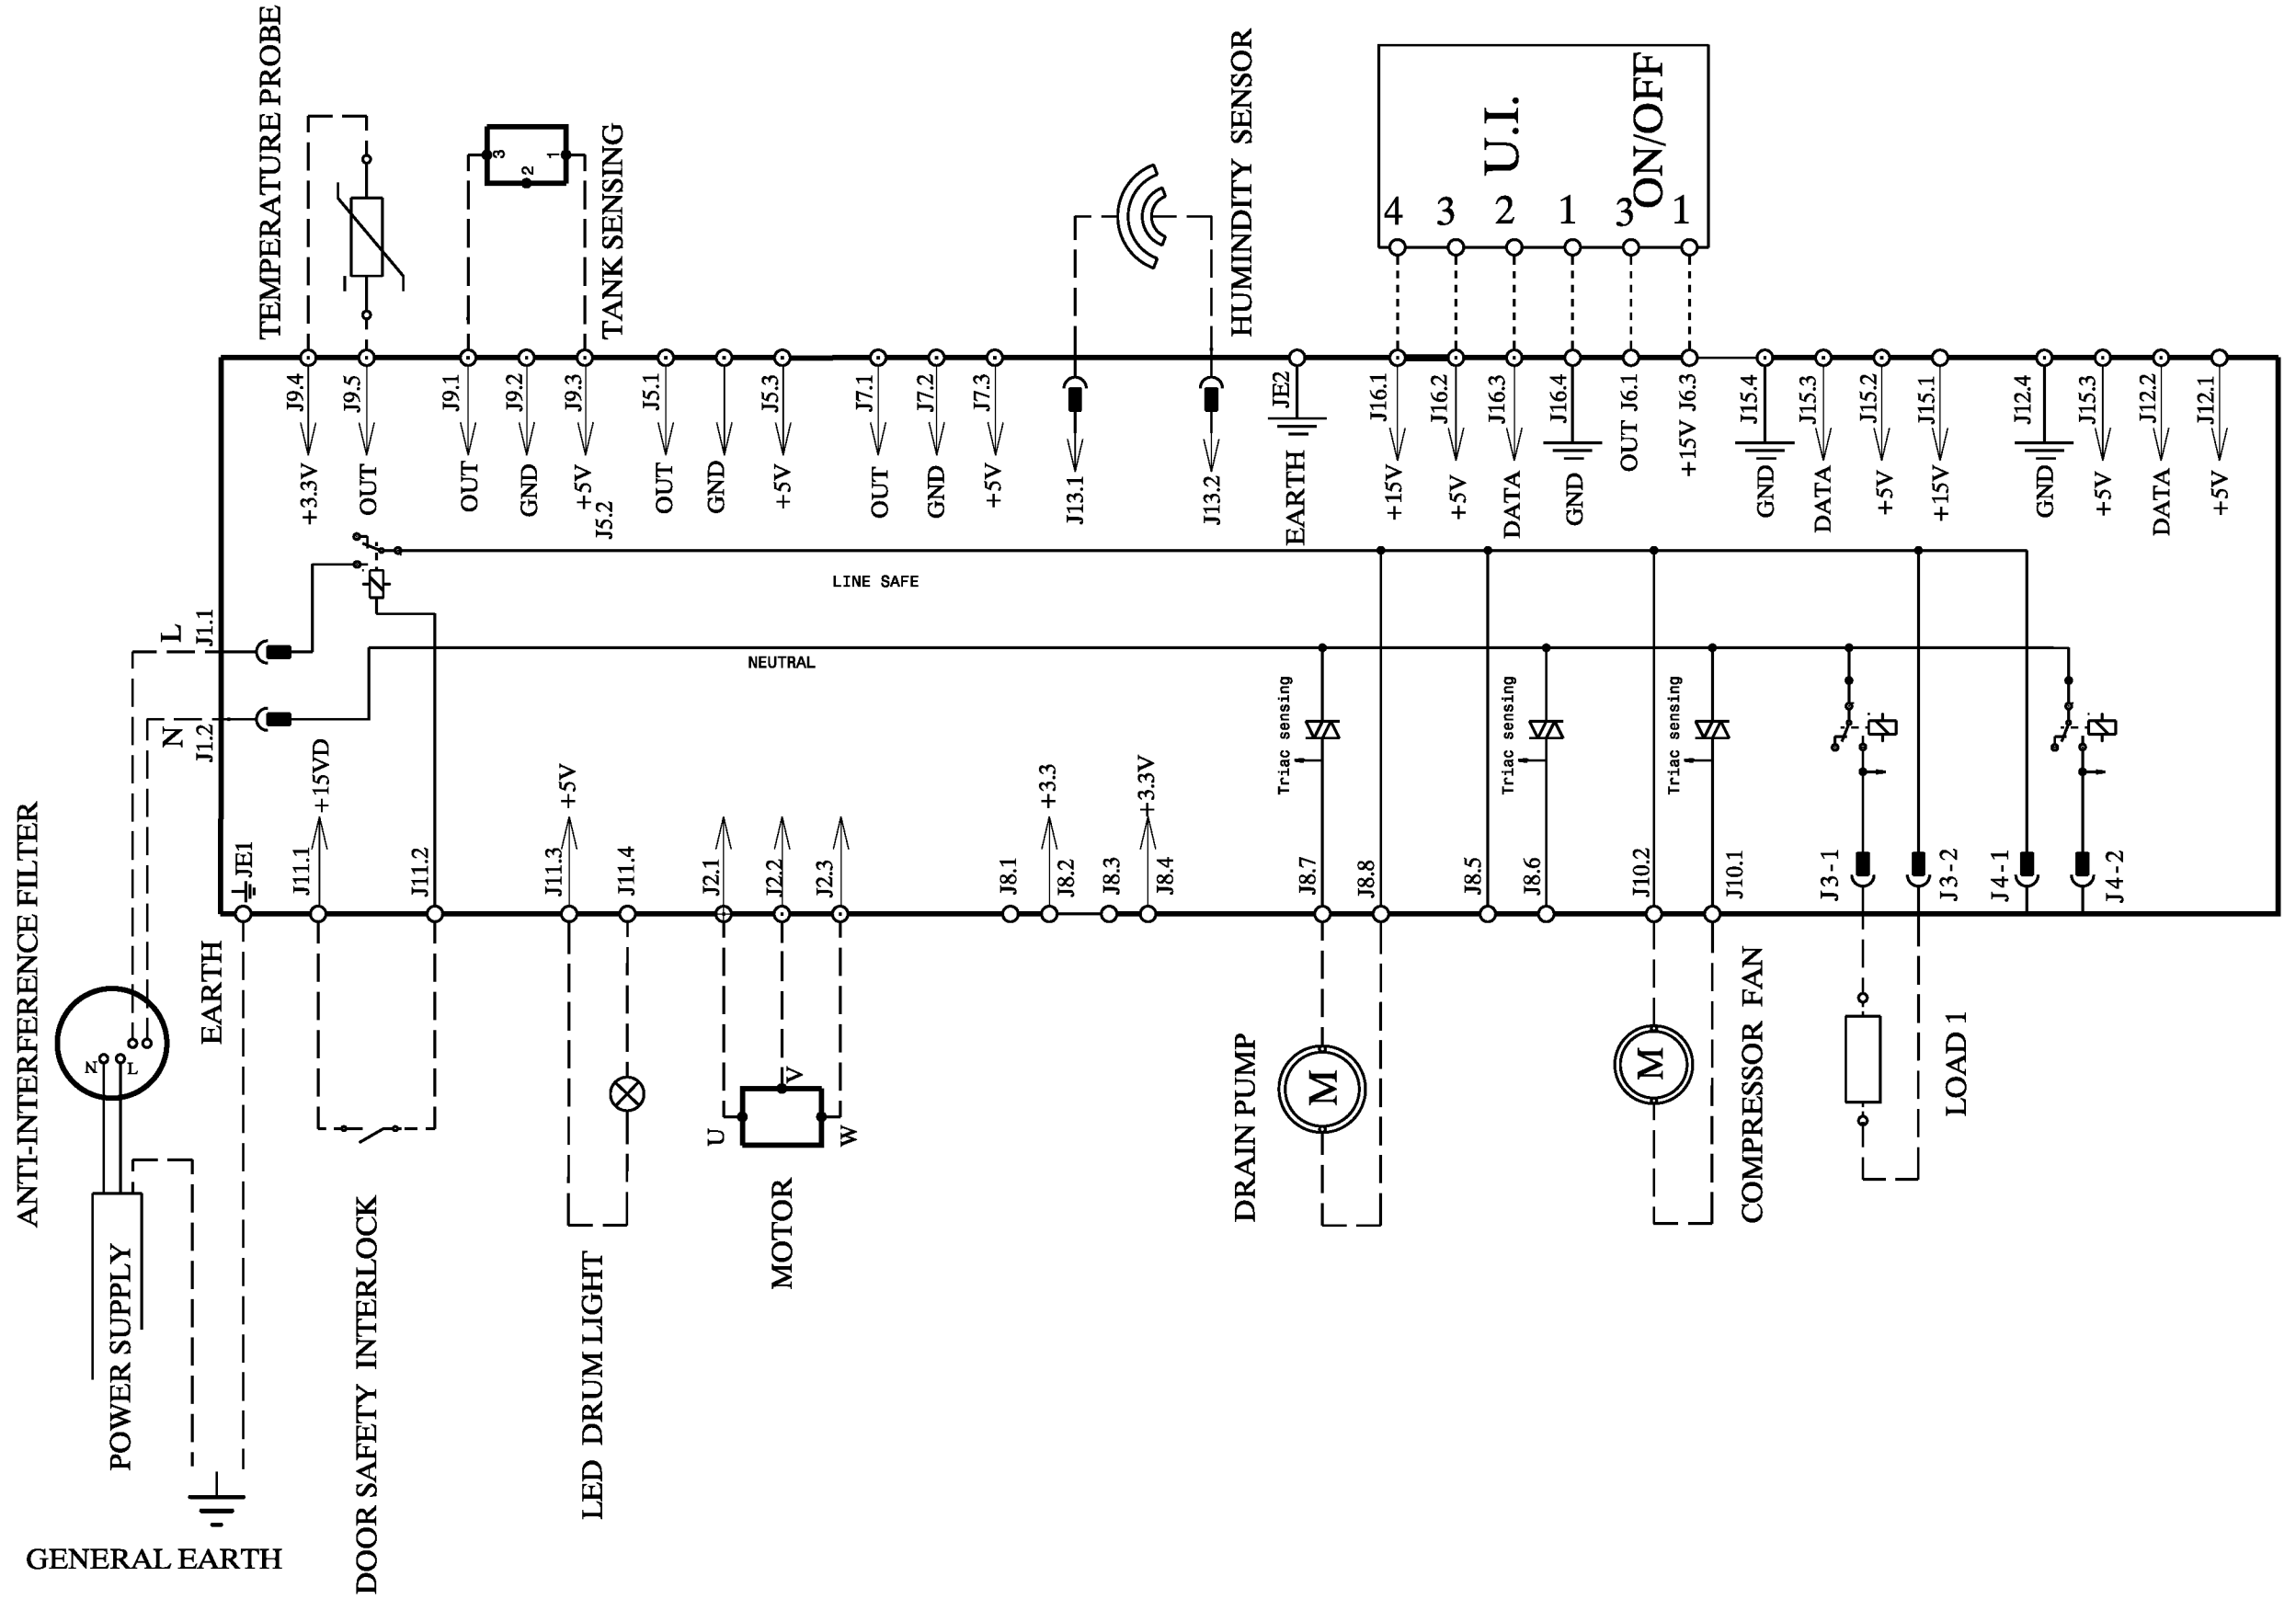 TEMPERATURE PROBE
TANK SENSING
HUMINDITY SENSOR
U.I.
ON/OFF
4
3
2
1
3
1
3
2
1
J9.4
J9.5
J9.1
J9.2
J9.3
J5.1
J5.3
J7.1
J7.2
J7.3
JE2
J16.1
J16.2
J16.3
J16.4
OUT J6.1
+15V J6.3
J15.4
J15.3
J15.2
J15.1
J12.4
J15.3
J12.2
J12.1
+3.3V
OUT
OUT
GND
+5V
J5.2
OUT
GND
+5V
OUT
GND
+5V
J13.1
J13.2
EARTH
+15V
+5V
DATA
GND
GND
DATA
+5V
+15V
GND
+5V
DATA
+5V
LINE SAFE
NEUTRAL
L
J1.1
N
J1.2
Triac sensing
Triac sensing
Triac sensing
+15VD
+5V
+3.3
+3.3V
JE1
J11.1
J11.2
J11.3
J11.4
J2.1
J2.2
J2.3
J8.1
J8.2
J8.3
J8.4
J8.7
J8.8
J8.5
J8.6
J10.2
J10.1
J3-1
J3-2
J4-1
J4-2
ANTI-INTERFERENCE FILTER
EARTH
N
L
POWER SUPPLY
GENERAL EARTH
DOOR SAFETY INTERLOCK
LED DRUM LIGHT
U
V
W
MOTOR
M
DRAIN PUMP
M
COMPRESSOR FAN
LOAD 1